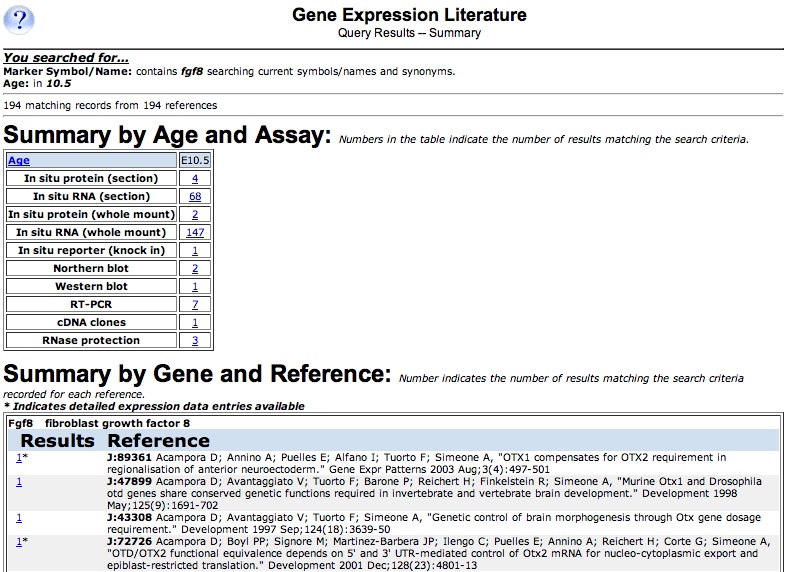 ?
Gene Expression Literature
Query Results -- Summary
You searched for...
Marker Symbol/Name: contains fgf8 searching current symbols/names and synonyms.
Age: in 10.5
194 matching records from 194 references
Summary by Age and Assay: Numbers in the table indicate the number of results matching the search criteria.
Age E10.5
In situ protein (section) 4
In situ RNA (section) 68
In situ protein (whole mount) 2
In situ RNA (whole mount) 147
In situ reporter (knock in) 1
Northern blot 2
Western blot 1
RT-PCR 7
cDNA clones 1
RNase protection 3
Summary by Gene and Reference: Number indicates the number of results matching the search criteria
recorded for each reference.
* Indicates detailed expression data entries available
Fgf8 fibroblast growth factor 8
Results Reference
1* J:89361 Acampora D; Annino A; Puelles E; Alfano I; Tuorto F; Simeone A, "OTX1 compensates for OTX2 requirement in
regionalisation of anterior neuroectoderm." Gene Expr Patterns 2003 Aug;3(4):497-501
1 J:47899 Acampora D; Avantaggiato V; Tuorto F; Barone P; Reichert H; Finkelstein R; Simeone A, "Murine Otx1 and Drosophila
otd genes share conserved genetic functions required in invertebrate and vertebrate brain development." Development 1998
May;125(9):1691-702
1 J:43308 Acampora D; Avantaggiato V; Tuorto F; Simeone A, "Genetic control of brain morphogenesis through Otx gene dosage
requirement." Development 1997 Sep;124(18):3639-50
1* J:72726 Acampora D; Boyl PP; Signore M; Martinez-Barbera JP; Ilengo C; Puelles E; Annino A; Reichert H; Corte G; Simeone A,
"OTD/OTX2 functional equivalence depends on 5' and 3' UTR-mediated control of Otx2 mRNA for nucleo-cytoplasmic export and
epiblast-restricted translation." Development 2001 Dec;128(23):4801-13